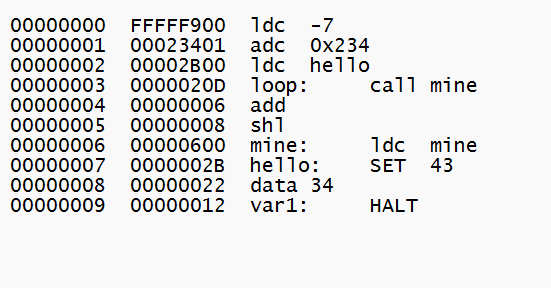 00000000 FFFFF900 ldc -7
00000001 00023401 adc 0x234
00000002 00002B00 ldc hello
00000003 0000020D loop: call mine
00000004 00000006 add
00000005 00000008 shl
00000006 00000600 mine: ldc mine
00000007 0000002B hello: SET 43
00000008 00000022 data 34
00000009 00000012 var1: HALT